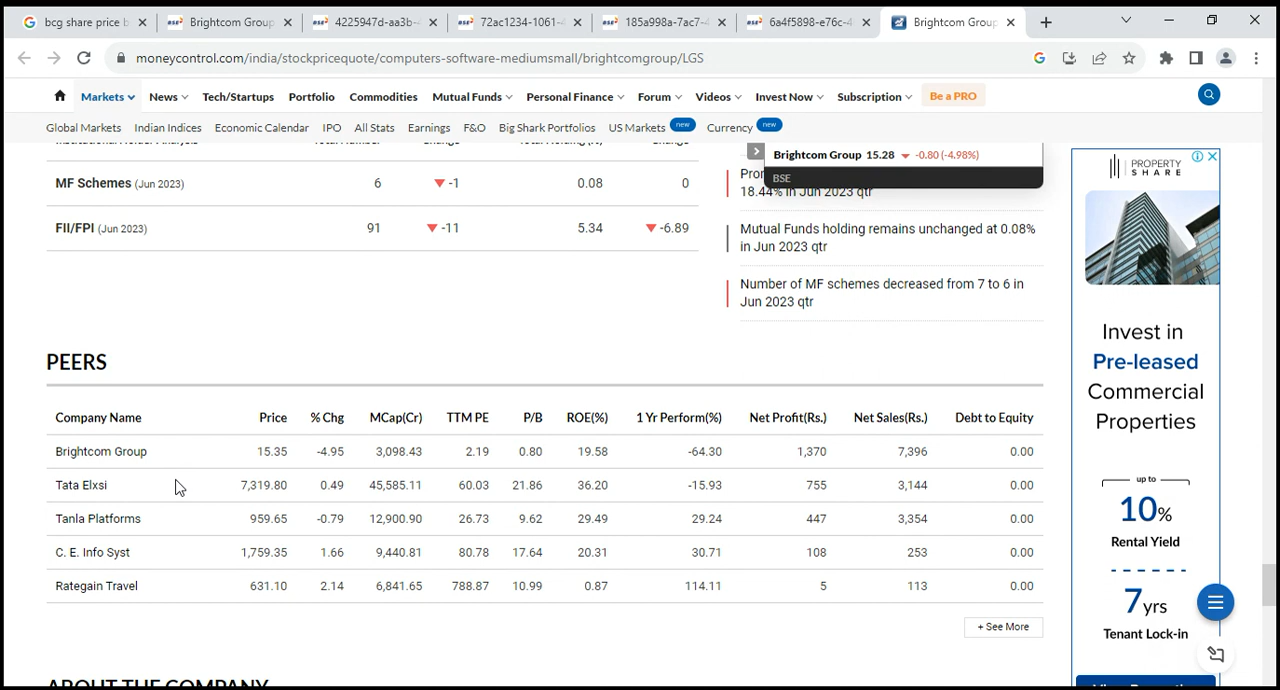 bcg share price b
Brightcom Group
4225947d-aa3b-
72ac1234-1061-
185a998a-7ac7-
6a4f5898-e76c-
Brightcom Group
moneycontrol.com/india/stockpricequote/computers-software-mediumsmall/brightcomgroup/LGS
Markets News Tech/Startups Portfolio Commodities Mutual Funds Personal Finance Forum Videos Invest Now Subscription Be a PRO
Global Markets Indian Indices Economic Calendar IPO All Stats Earnings F&O Big Shark Portfolios US Markets new Currency new
MF Schemes (Jun 2023) 6 -1 0.08 0
FII/FPI (Jun 2023) 91 -11 5.34 -6.89
Brightcom Group 15.28 -0.80 (-4.98%)
BSE
18.44% in Jun 2023 qtr
Mutual Funds holding remains unchanged at 0.08%
in Jun 2023 qtr
Number of MF schemes decreased from 7 to 6 in
Jun 2023 qtr
PEERS
Company Name Price % Chg MCap(Cr) TTM PE P/B ROE(%) 1 Yr Perform(%) Net Profit(Rs.) Net Sales(Rs.) Debt to Equity
Brightcom Group 15.35 -4.95 3,098.43 2.19 0.80 19.58 -64.30 1,370 7,396 0.00
Tata Elxsi 7,319.80 0.49 45,585.11 60.03 21.86 36.20 -15.93 755 3,144 0.00
Tanla Platforms 959.65 -0.79 12,900.90 26.73 9.62 29.49 29.24 447 3,354 0.00
C. E. Info Syst 1,759.35 1.66 9,440.81 80.78 17.64 20.31 30.71 108 253 0.00
Rategain Travel 631.10 2.14 6,841.65 788.87 10.99 0.87 114.11 5 113 0.00
+ See More
ABOUT THE COMPANY
PROPERTY
SHARE
Invest in
Pre-leased
Commercial
Properties
up to
10%
Rental Yield
7 yrs
Tenant Lock-in